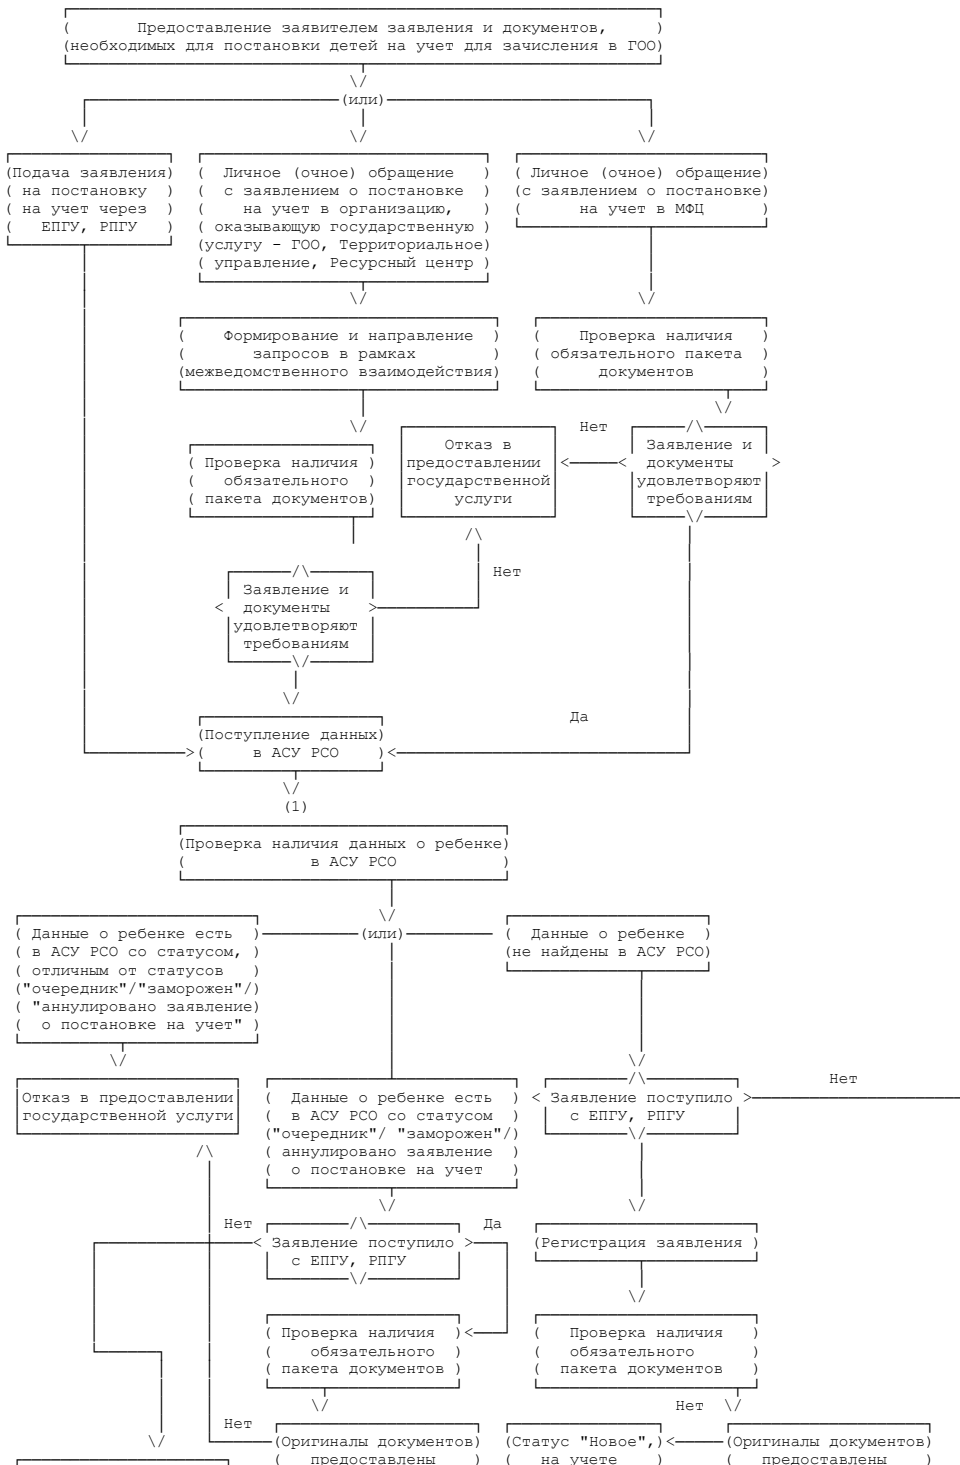 Предоставление заявителем заявления и документов,
(необходимых для постановки детей на учет для зачисления в ГОО)
(или)
(Подача заявления)
( на постановку )
( на учет через )
( ЕПГУ, РПГУ )
( Личное (очное) обращение )
( с заявлением о постановке )
( на учет в организацию, )
( оказывающую государственную )
(услугу - ГОО, Территориальное)
( управление, Ресурсный центр )
( Личное (очное) обращение)
(с заявлением о постановке)
( на учет в МФЦ )
( Формирование и направление )
( запросов в рамках )
(межведомственного взаимодействия)
( Проверка наличия )
( обязательного пакета )
( документов )
( Проверка наличия )
( обязательного )
( пакета документов)
Отказ в
предоставлении
государственной
услуги
Нет
Заявление и
документы
удовлетворяют
требованиям
Нет
Заявление и
документы
удовлетворяют
требованиям
Да
(Поступление данных)
( в АСУ РСО )
(1)
(Проверка наличия данных о ребенке)
( в АСУ РСО )
( Данные о ребенке есть )
( в АСУ РСО со статусом, )
( отличным от статусов )
("очередник"/"заморожен"/)
( "аннулировано заявление)
( о постановке на учет" )
(или)
( Данные о ребенке )
(не найдены в АСУ РСО)
Отказ в предоставлении
государственной услуги
( Данные о ребенке есть )
( в АСУ РСО со статусом )
("очередник"/ "заморожен"/)
( аннулировано заявление )
( о постановке на учет )
Заявление поступило
с ЕПГУ, РПГУ
Нет
Нет
Заявление поступило
с ЕПГУ, РПГУ
Да
(Регистрация заявления )
( Проверка наличия )
( обязательного )
( пакета документов )
( Проверка наличия )
( обязательного )
( пакета документов )
Нет
Нет
(Оригиналы документов)
( предоставлены )
(Статус "Новое",)
( на учете )
(Оригиналы документов)
( предоставлены )